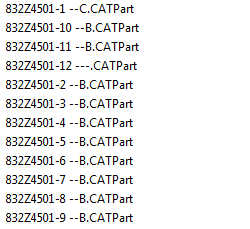 832Z4501-1 --C.CATPart
832Z4501-10 --B.CATPart
832Z4501-11 --B.CATPart
832Z4501-12 ---.CATPart
832Z4501-2 --B.CATPart
832Z4501-3 --B.CATPart
832Z4501-4 --B.CATPart
832Z4501-5 --B.CATPart
832Z4501-6 --B.CATPart
832Z4501-7 --B.CATPart
832Z4501-8 --B.CATPart
832Z4501-9 --B.CATPart